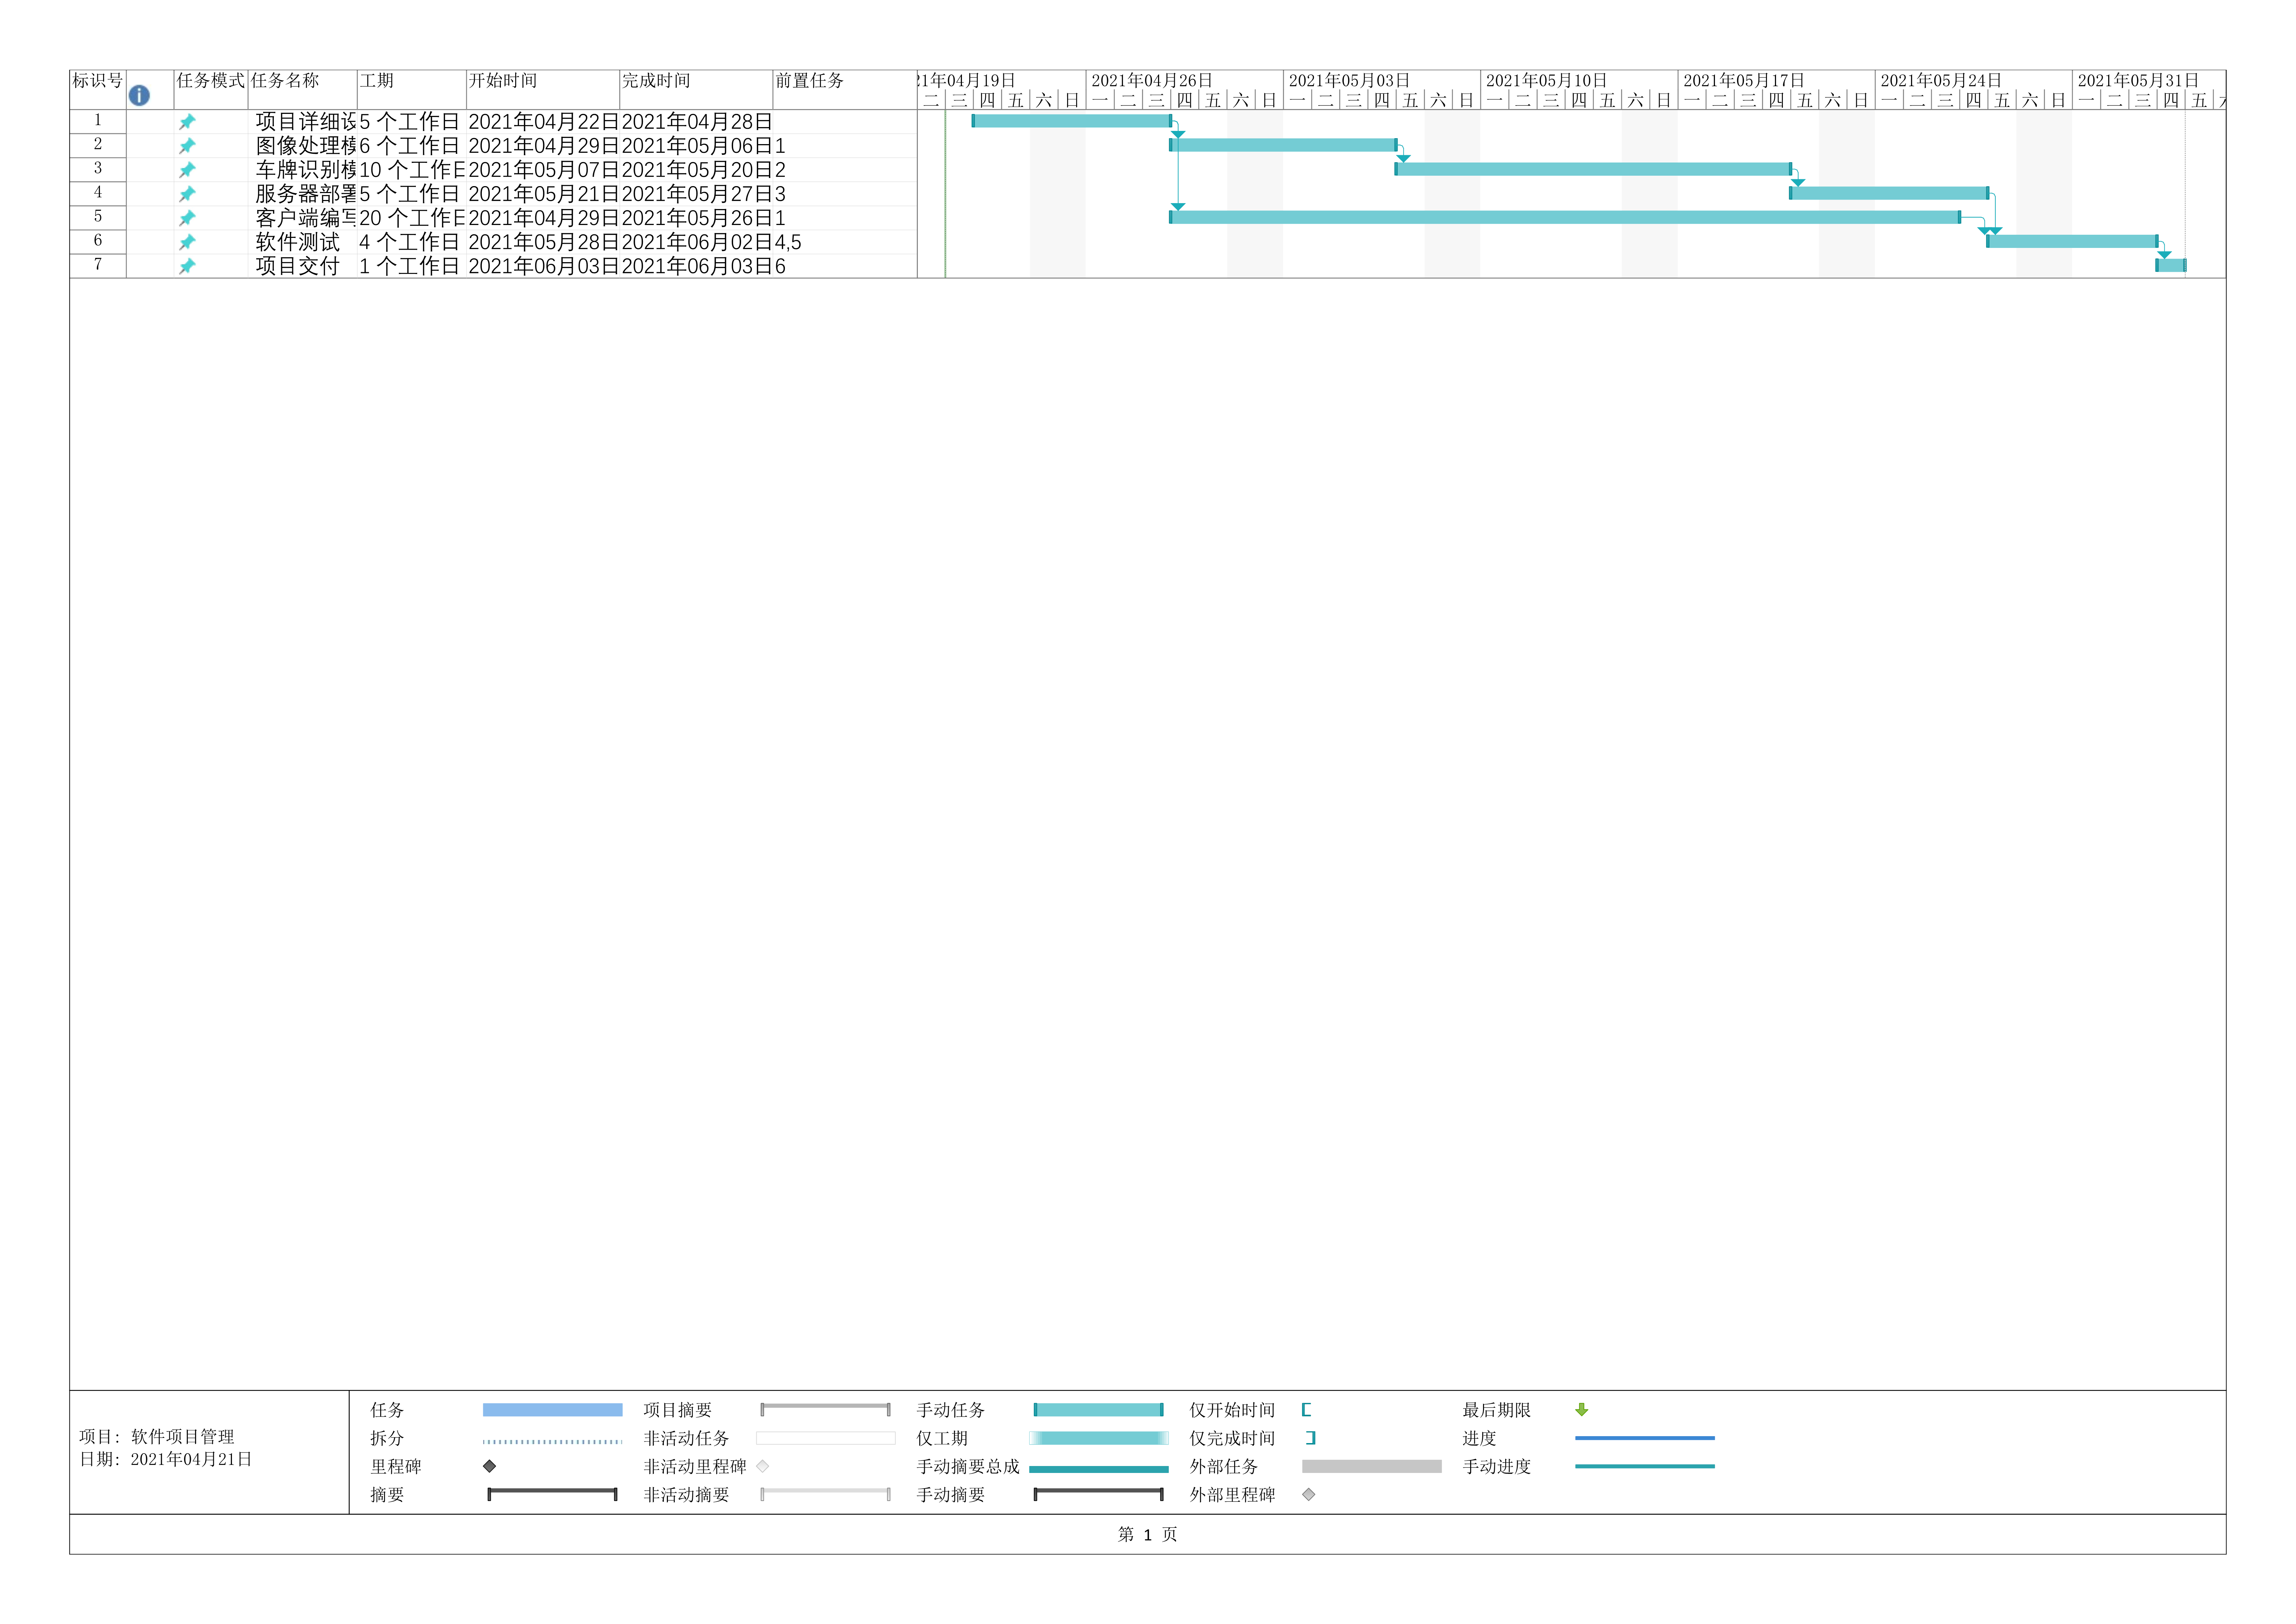 标识号 任务模式 任务名称 工期 开始时间 完成时间 前置任务 21年04月19日 2021年04月26日 2021年05月03日 2021年05月10日 2021年05月17日 2021年05月24日 2021年05月31日
二 三 四 五 六 日 一 二 三 四 五 六 日 一 二 三 四 五 六 日 一 二 三 四 五 六 日 一 二 三 四 五 六 日 一 二 三 四 五 六 日 一 二 三 四 五
1 项目详细设 5 个工作日 2021年04月22日 2021年04月28日
2 图像处理模 6 个工作日 2021年04月29日 2021年05月06日 1
3 车牌识别模 10 个工作日 2021年05月07日 2021年05月20日 2
4 服务器部署 5 个工作日 2021年05月21日 2021年05月27日 3
5 客户端编写 20 个工作日 2021年04月29日 2021年05月26日 1
6 软件测试 4 个工作日 2021年05月28日 2021年06月02日 4,5
7 项目交付 1 个工作日 2021年06月03日 2021年06月03日 6
项目: 软件项目管理
日期: 2021年04月21日
任务 项目摘要 手动任务 仅开始时间 最后期限
拆分 非活动任务 仅工期 仅完成时间 进度
里程碑 非活动里程碑 手动摘要总成 外部任务 手动进度
摘要 非活动摘要 手动摘要 外部里程碑
第 1 页